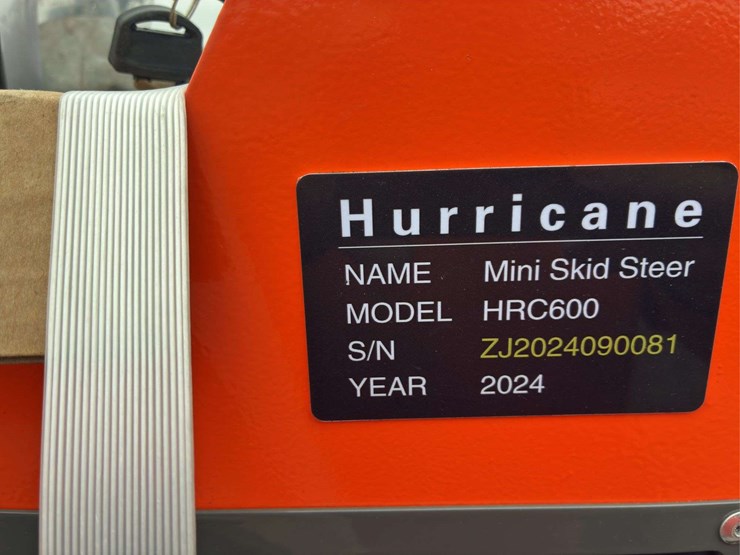 Hurricane
NAME Mini Skid Steer
MODEL HRC600
S/N ZJ2024090081
YEAR 2024